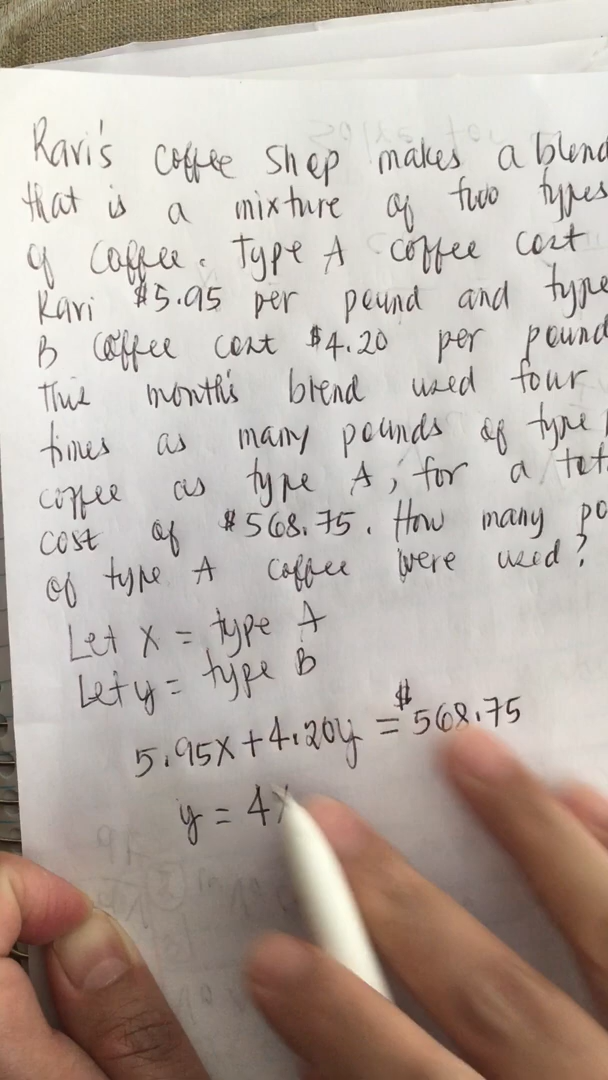 Ravi's coffee shop makes a blend
that is a mixture of two types
of coffee. Type A coffee cost
Ravi $5.95 per pound and type
B coffee cost $4.20 per pound
This month's blend used four
times as many pounds of type
coffee as type A, for a tot
cost of $568.75. How many po
of type A coffee were used?
Let x = type A
Let y = type B
5.95x + 4.20y = $568.75
y = 4x